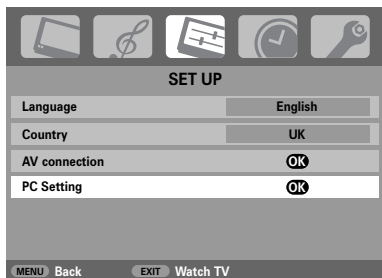 SET UP
Language English
Country UK
AV connection OK
PC Setting OK
MENU Back EXIT Watch TV